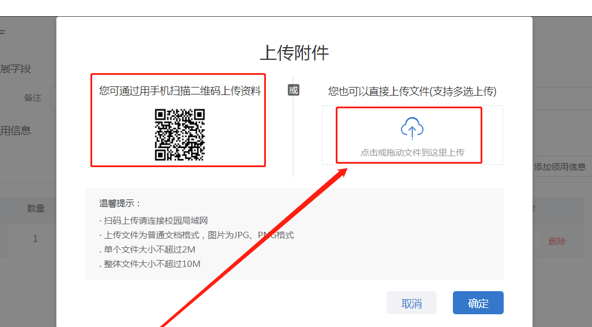 上传附件
展字段
您可通过用手机扫描二维码上传资料
或
您也可以直接上传文件(支持多选上传)
备注
用信息
点击或拖动文件到这里上传
添加领用信息
温馨提示：
· 扫码上传请连接校园局域网
· 上传文件为普通文档格式，图片为JPG、PNG格式
. 单个文件大小不超过2M
. 整体文件大小不超过10M
数量
1
删除
取消
确定